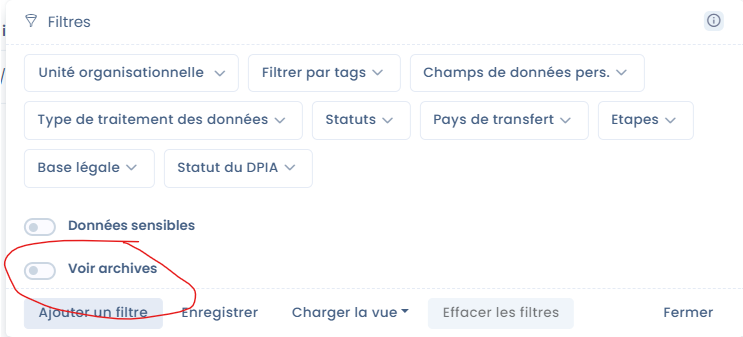 Filtres
Unité organisationnelle Filtrer par tags Champs de données pers.
Type de traitement des données Statuts Pays de transfert Etapes
Base légale Statut du DPIA
Données sensibles
Voir archives
Ajouter un filtre Enregistrer Charger la vue Effacer les filtres Fermer